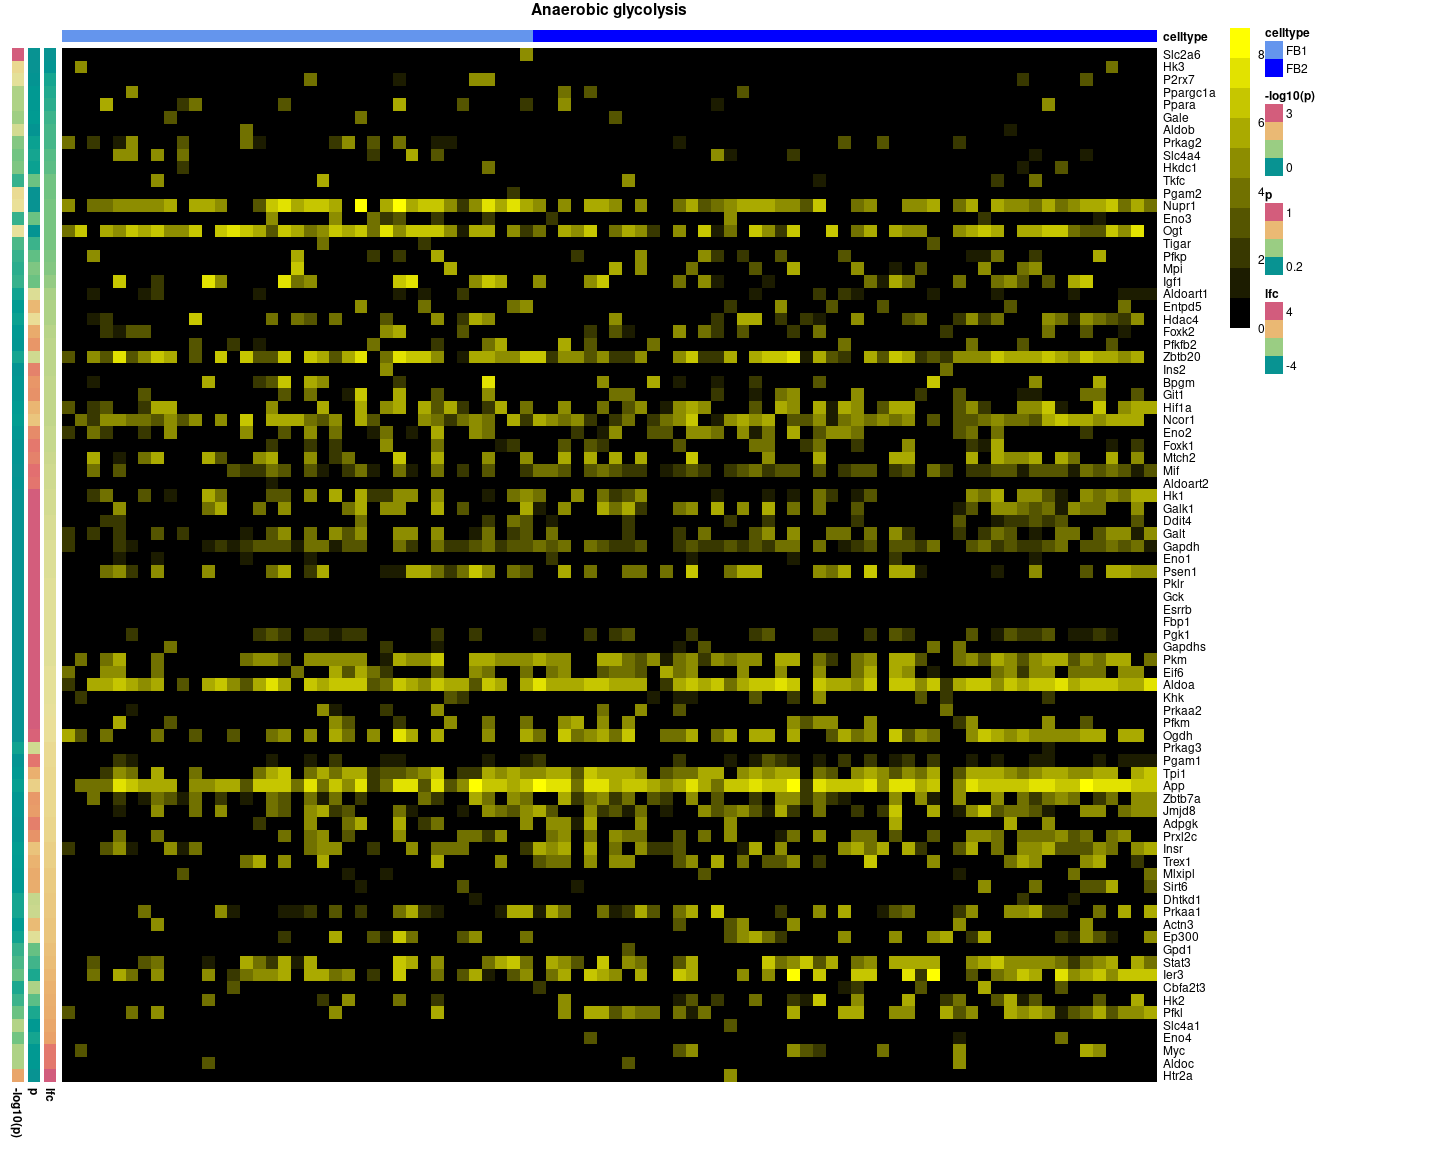 Anaerobic glycolysis
celltype
Slc2a6
Hk3
P2rx7
Ppargc1a
Ppara
Gale
Aldob
Prkag2
Slc4a4
Hkdc1
Tkfc
Pgam2
Nupr1
Eno3
Ogt
Tigar
Pfkp
Mpi
Igf1
Aldoart1
Entpd5
Hdac4
Foxk2
Pfkfb2
Zbtb20
Ins2
Bpgm
Git1
Hif1a
Ncor1
Eno2
Foxk1
Mtch2
Mif
Aldoart2
Hk1
Galk1
Ddit4
Galt
Gapdh
Eno1
Psen1
Pklr
Gck
Esrrb
Fbp1
Pgk1
Gapdhs
Pkm
Eif6
Aldoa
Khk
Prkaa2
Pfkm
Ogdh
Prkag3
Pgam1
Tpi1
App
Zbtb7a
Jmjd8
Adpgk
Prxl2c
Insr
Trex1
Mlxipl
Sirt6
Dhtkd1
Prkaa1
Actn3
Ep300
Gpd1
Stat3
Ier3
Cbfa2t3
Hk2
Pfkl
Slc4a1
Eno4
Myc
Aldoc
Htr2a
8
6
4
2
0
celltype
FB1
FB2
-log10(p)
3
0
p
1
0.2
lfc
4
-4
-log10(p)
p
lfc